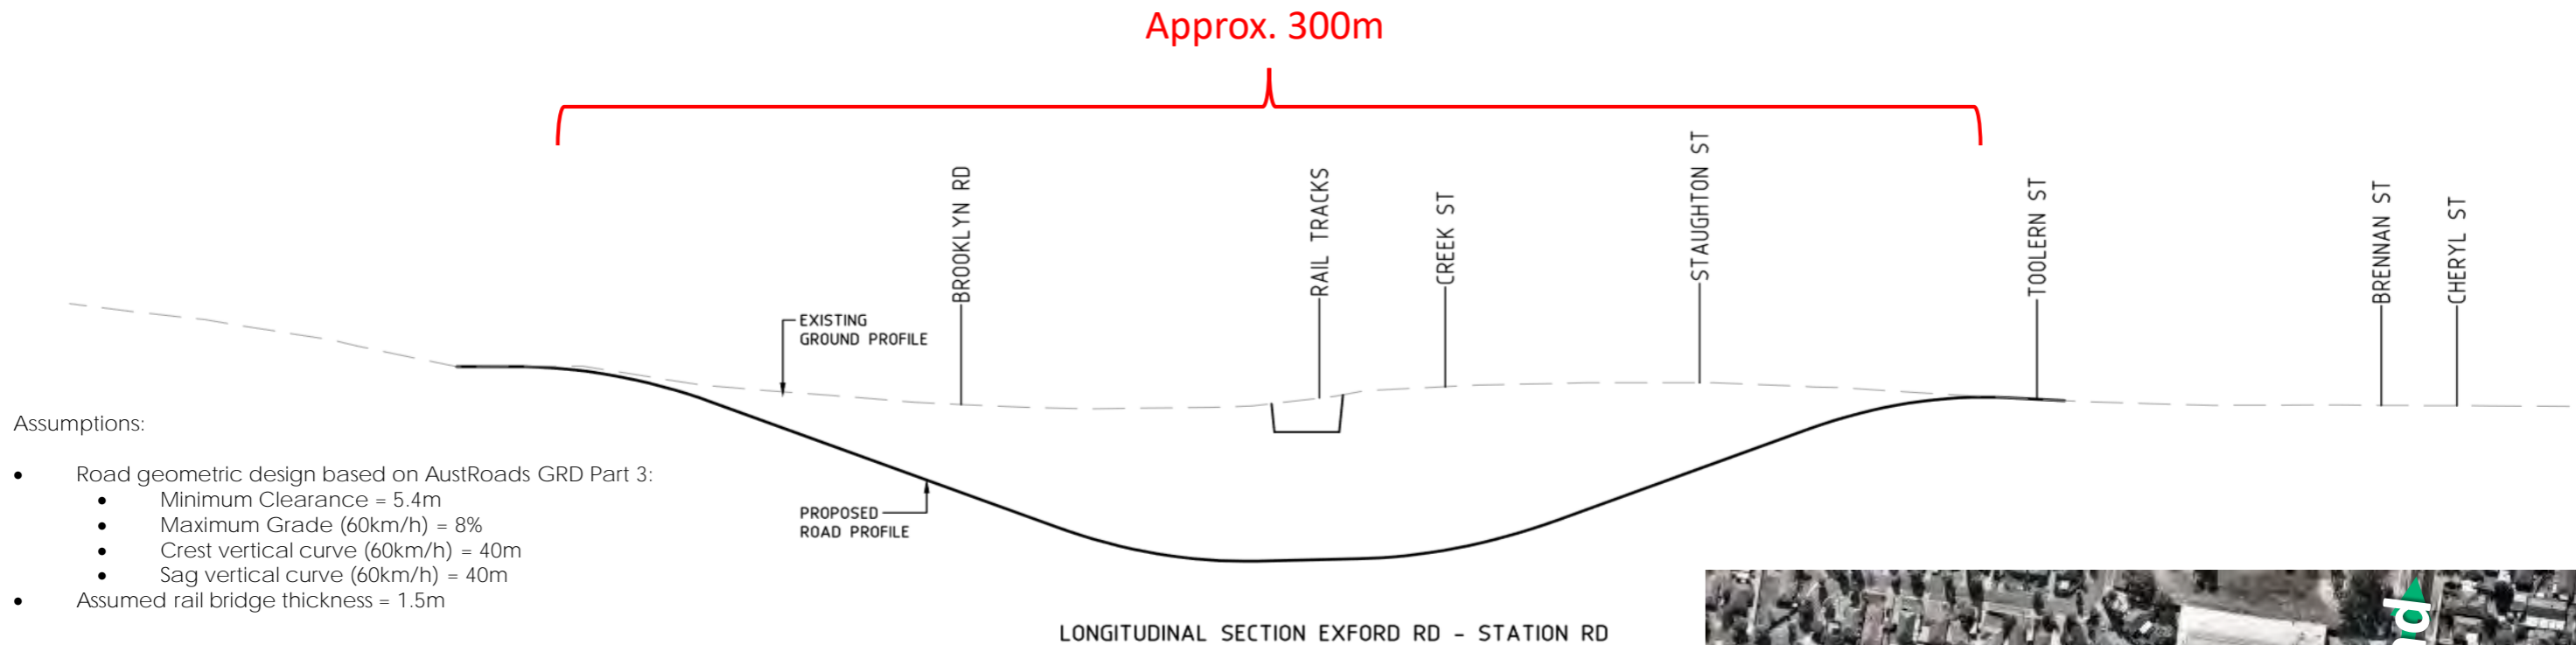 Approx. 300m
BROOKLYN RD
RAIL TRACKS
CREEK ST
STAUGHTON ST
TOOLERN ST
BRENNAN ST
CHERYL ST
EXISTING
GROUND PROFILE
PROPOSED
ROAD PROFILE
Assumptions:
• Road geometric design based on AustRoads GRD Part 3:
• Minimum Clearance = 5.4m
• Maximum Grade (60km/h) = 8%
• Crest vertical curve (60km/h) = 40m
• Sag vertical curve (60km/h) = 40m
• Assumed rail bridge thickness = 1.5m
LONGITUDINAL SECTION EXFORD RD - STATION RD